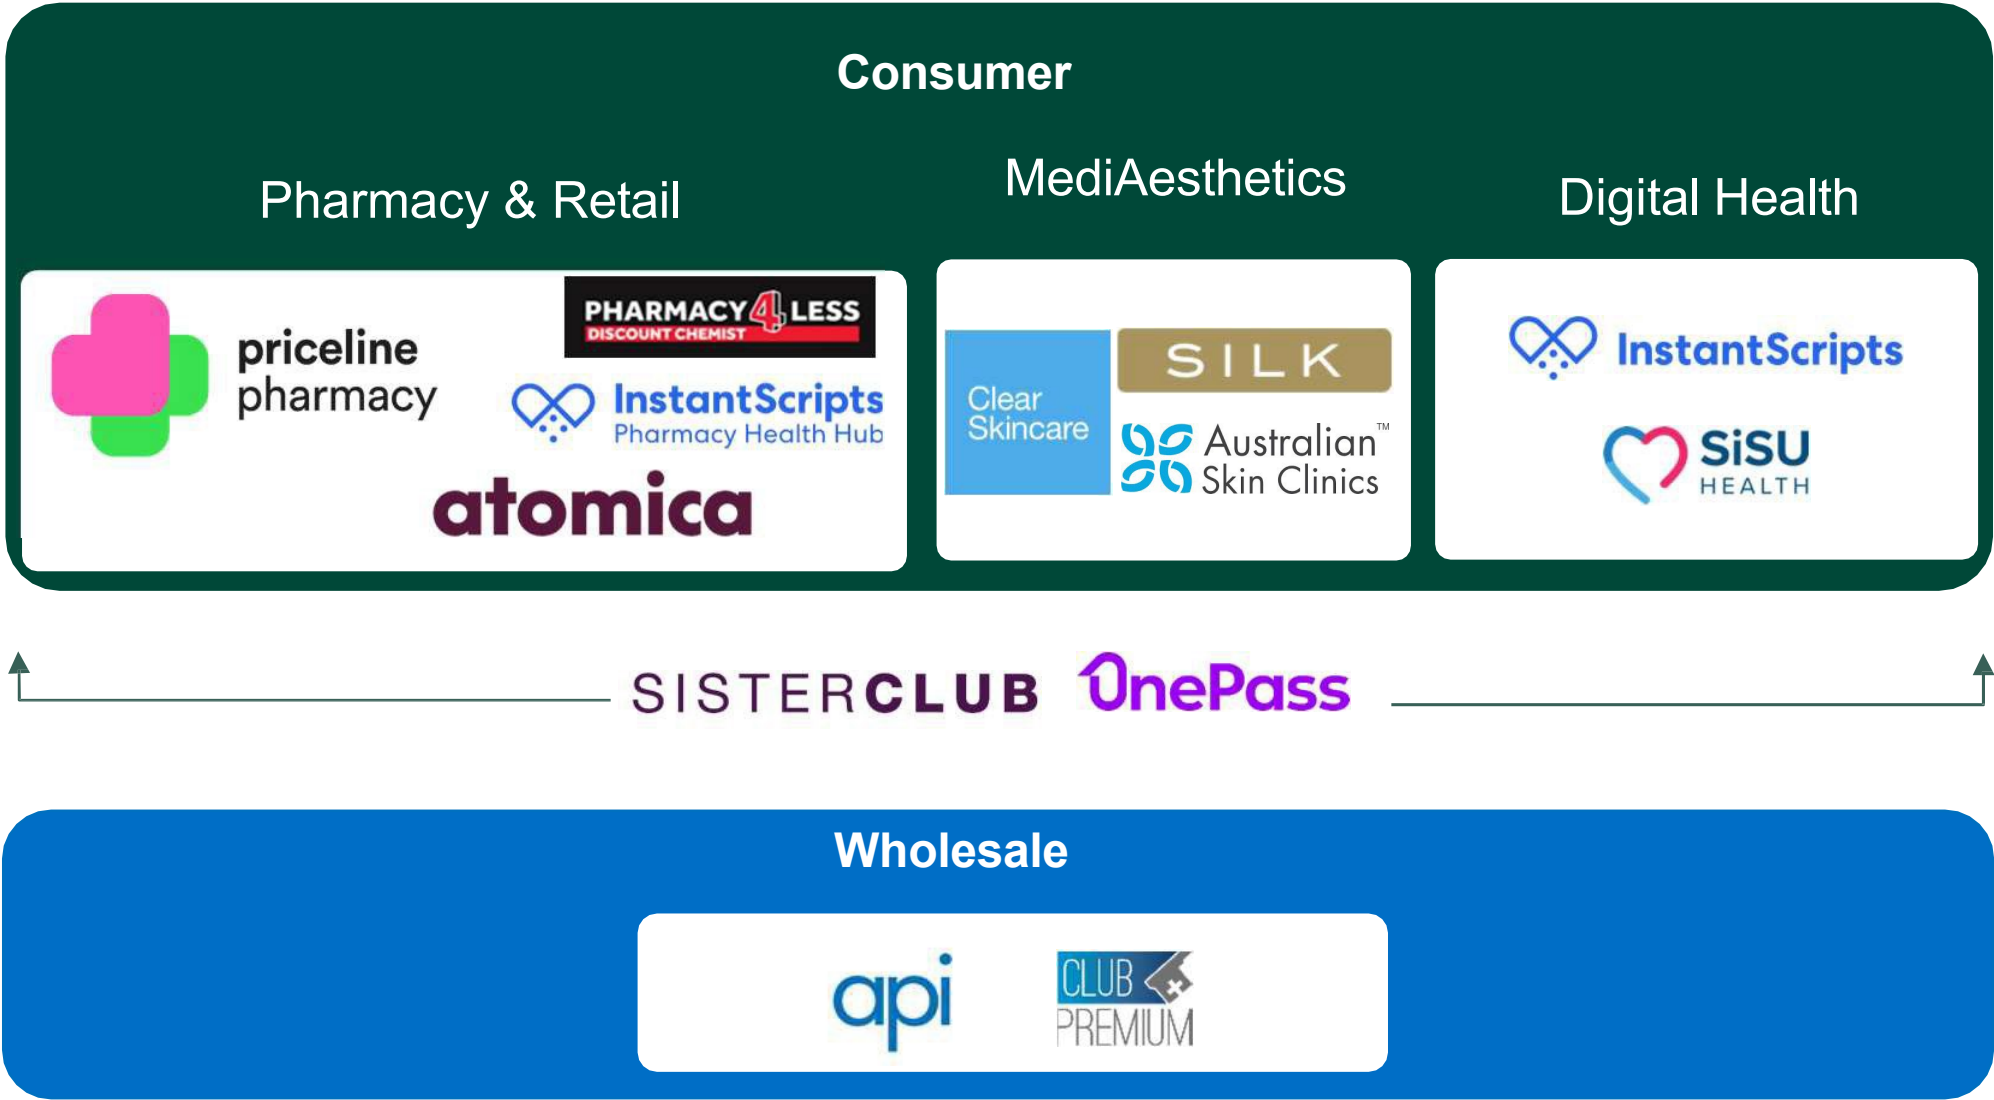 Consumer
Pharmacy & Retail
MediAesthetics
Digital Health
priceline
pharmacy
PHARMACY 4 LESS
DISCOUNT CHEMIST
InstantScripts
Pharmacy Health Hub
atomica
Clear
Skincare
SILK
Australian™
Skin Clinics
InstantScripts
SiSU
HEALTH
SISTERCLUB
OnePass
Wholesale
api
CLUB
PREMIUM